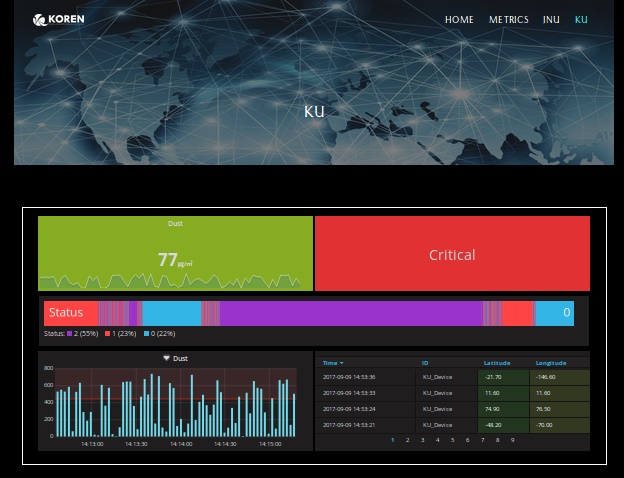 KOREN
HOME METRICS INU KU
KU
Dust
77 µg/㎥
Critical
Status 0
Status: 2 (55%) 1 (23%) 0 (22%)
Dust
800
600
400
200
0
14:13:00 14:13:30 14:14:00 14:14:30 14:15:00
Time ID Latitude Longitude
2017-09-09 14:53:36 KU_Device -21.70 -146.60
2017-09-09 14:53:33 KU_Device 11.60 11.60
2017-09-09 14:53:24 KU_Device 74.90 76.50
2017-09-09 14:53:21 KU_Device -48.20 -70.00
1 2 3 4 5 6 7 8 9